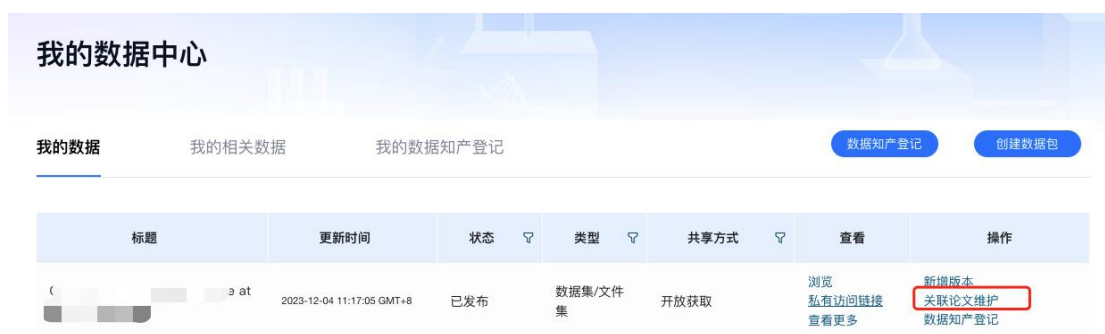 我的数据中心
我的数据 我的相关数据 我的数据知产登记 数据知产登记 创建数据包
标题 更新时间 状态 类型 共享方式 查看 操作
at
2023-12-04 11:17:05 GMT+8 已发布 数据集/文件集 开放获取
浏览 新增版本
私有访问链接 关联论文维护
查看更多 数据知产登记